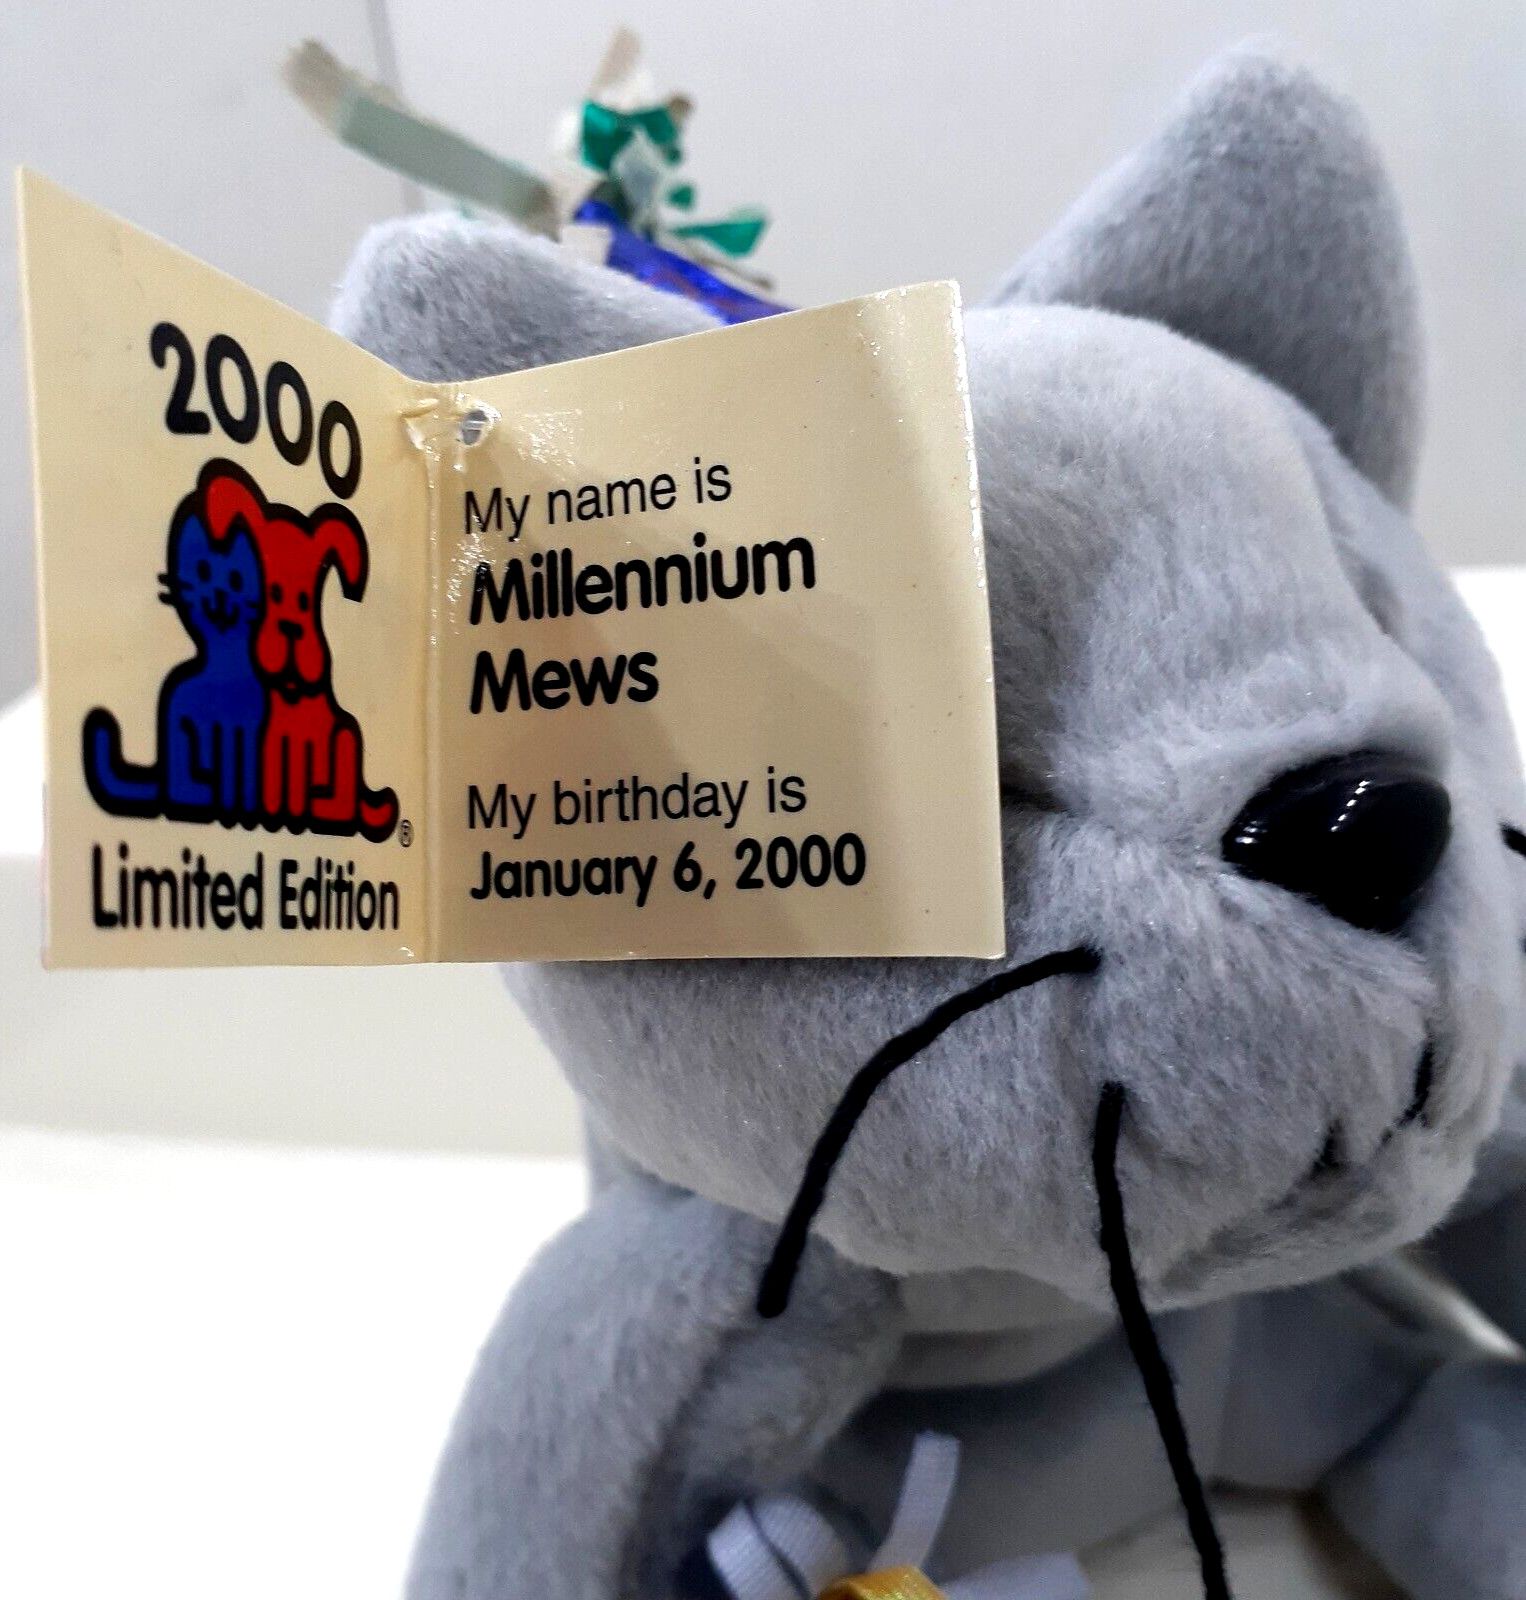 2000
®
Limited Edition
My name is
Millennium
Mews
My birthday is
January 6, 2000